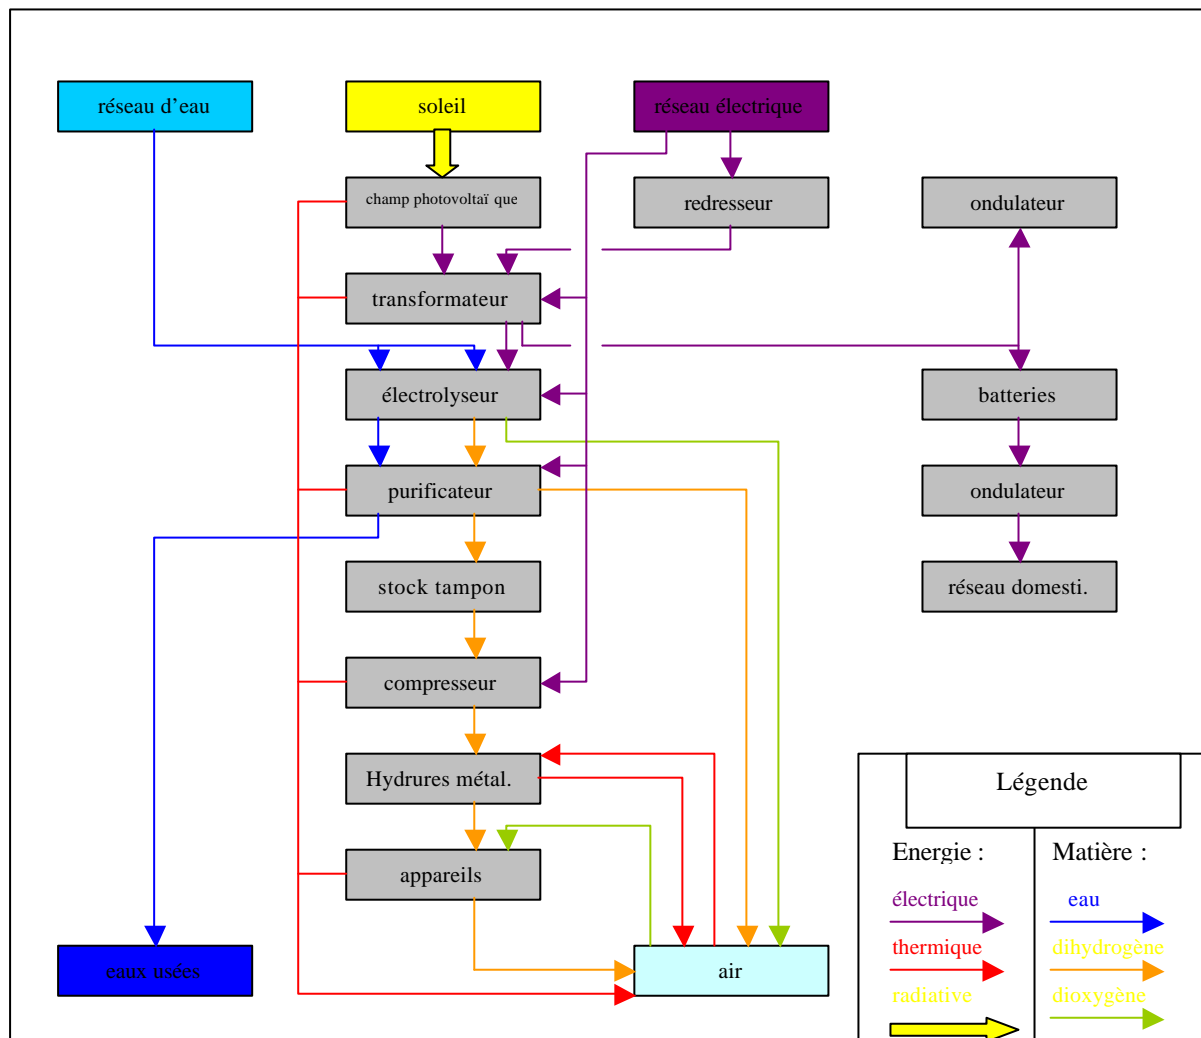 réseau d’eau
soleil
réseau électrique
champ photovoltaï que
redresseur
ondulateur
transformateur
électrolyseur
batteries
purificateur
ondulateur
stock tampon
réseau domesti.
compresseur
Hydrures métal.
appareils
eaux usées
air
Légende
Energie :
Matière :
électrique
eau
thermique
dihydrogène
radiative
dioxygène